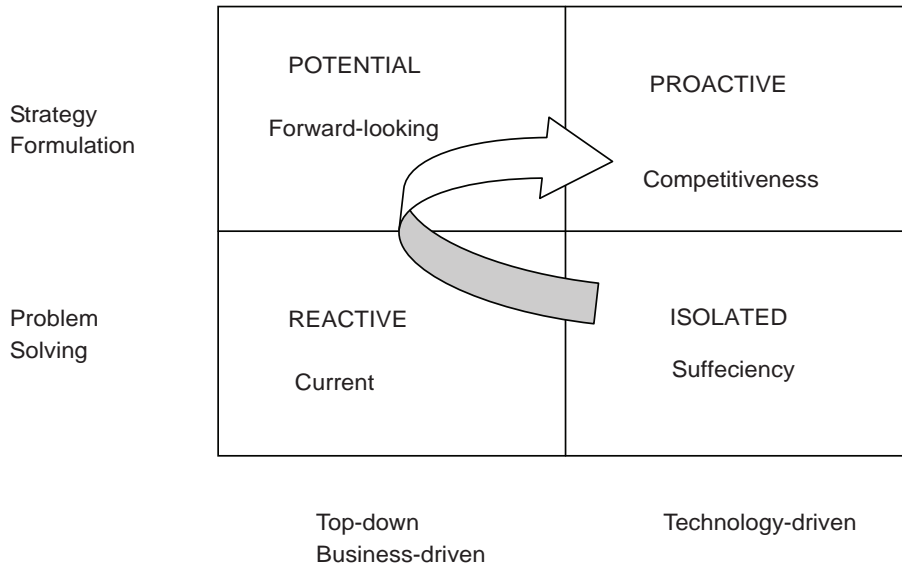 POTENTIAL
PROACTIVE
Strategy
Formulation
Forward-looking
Competitiveness
Problem
Solving
REACTIVE
ISOLATED
Current
Suffeciency
Top-down
Business-driven
Technology-driven